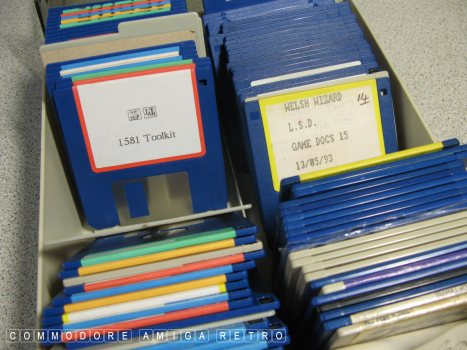 1581 Toolkit
WELSH WIZARD
14
L.S.D.
GAME DOCS 15
13/05/93
COMMODORE AMIGA RETRO